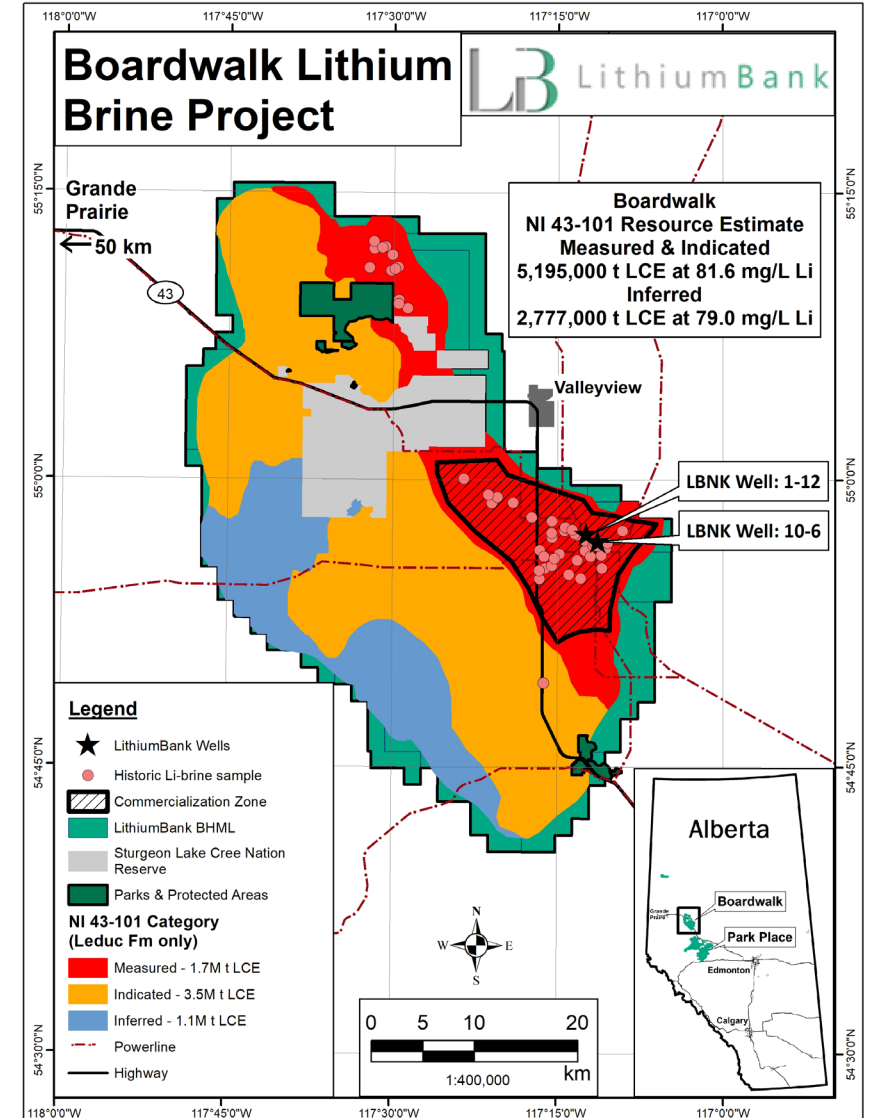 118°0'0"W 117°45'0"W 117°30'0"W 117°15'0"W 117°0'0"W
Boardwalk Lithium
Brine Project
LB LithiumBank
55°15'0"N
55°15'0"N
Grande
Prairie
50 km
43
Boardwalk
NI 43-101 Resource Estimate
Measured & Indicated
5,195,000 t LCE at 81.6 mg/L Li
Inferred
2,777,000 t LCE at 79.0 mg/L Li
Valleyview
55°0'0"N
55°0'0"N
LBNK Well: 1-12
LBNK Well: 10-6
Legend
LithiumBank Wells
Historic Li-brine sample
Commercialization Zone
LithiumBank BHML
Sturgeon Lake Cree Nation
Reserve
Parks & Protected Areas
NI 43-101 Category
(Leduc Fm only)
Measured - 1.7M t LCE
Indicated - 3.5M t LCE
Inferred - 1.1M t LCE
Powerline
Highway
54°45'0"N
54°45'0"N
N
W E
S
0 5 10 20
km
1:400,000
Alberta
Boardwalk
Grande
Prairie
Park Place
Edmonton
Calgary
54°30'0"N
54°30'0"N
118°0'0"W 117°45'0"W 117°30'0"W 117°15'0"W 117°0'0"W